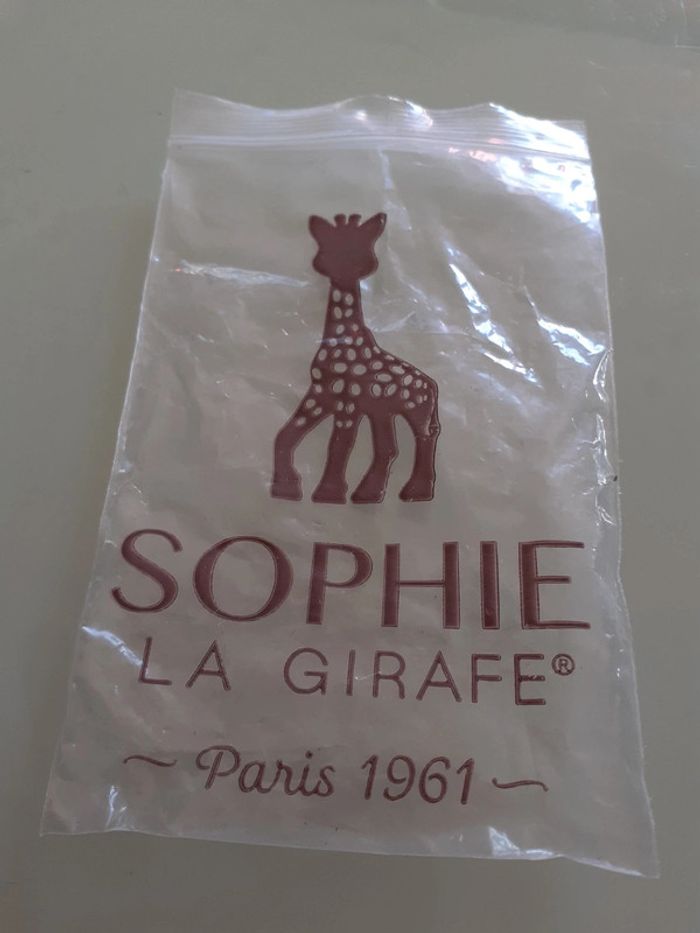 SOPHIE
LA GIRAFE®
~ Paris 1961 ~